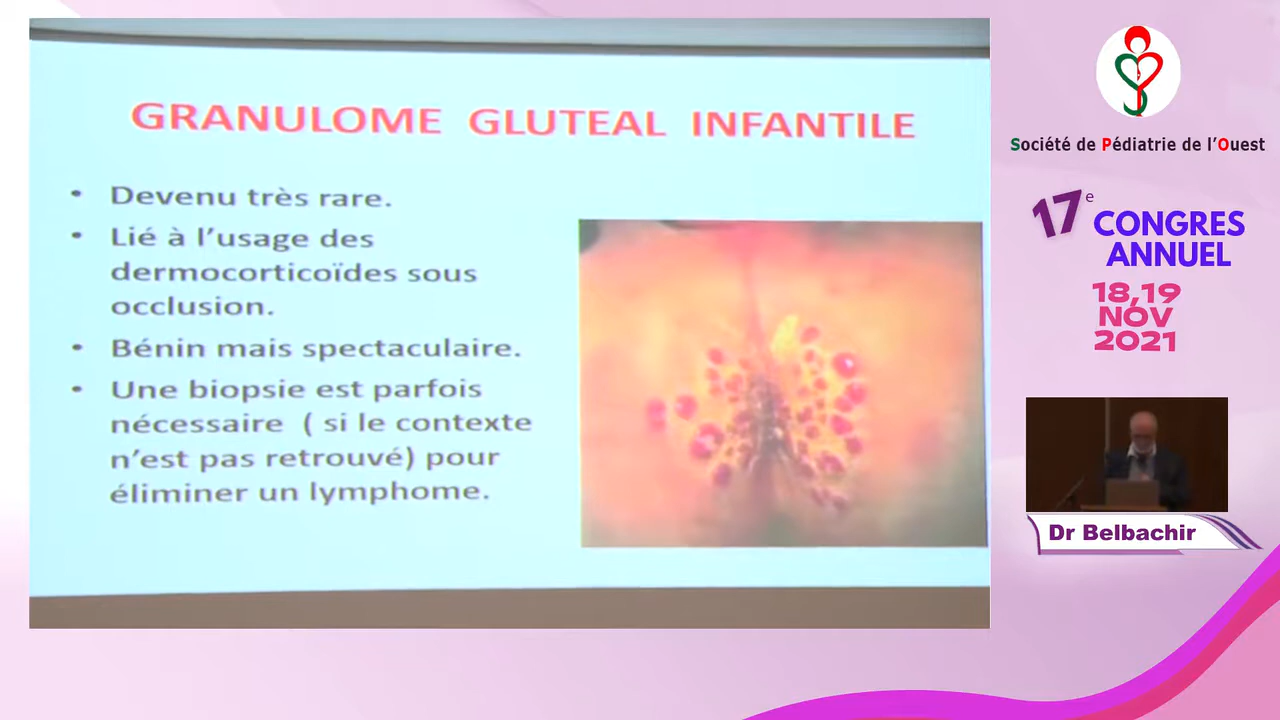 GRANULOME GLUTEAL INFANTILE
• Devenu très rare.
• Lié à l'usage des
dermocorticoïdes sous
occlusion.
• Bénin mais spectaculaire.
• Une biopsie est parfois
nécessaire ( si le contexte
n'est pas retrouvé) pour
éliminer un lymphome.
Société de Pédiatrie de l'Ouest
17e
CONGRES
ANNUEL
18,19
NOV
2021
Dr Belbachir